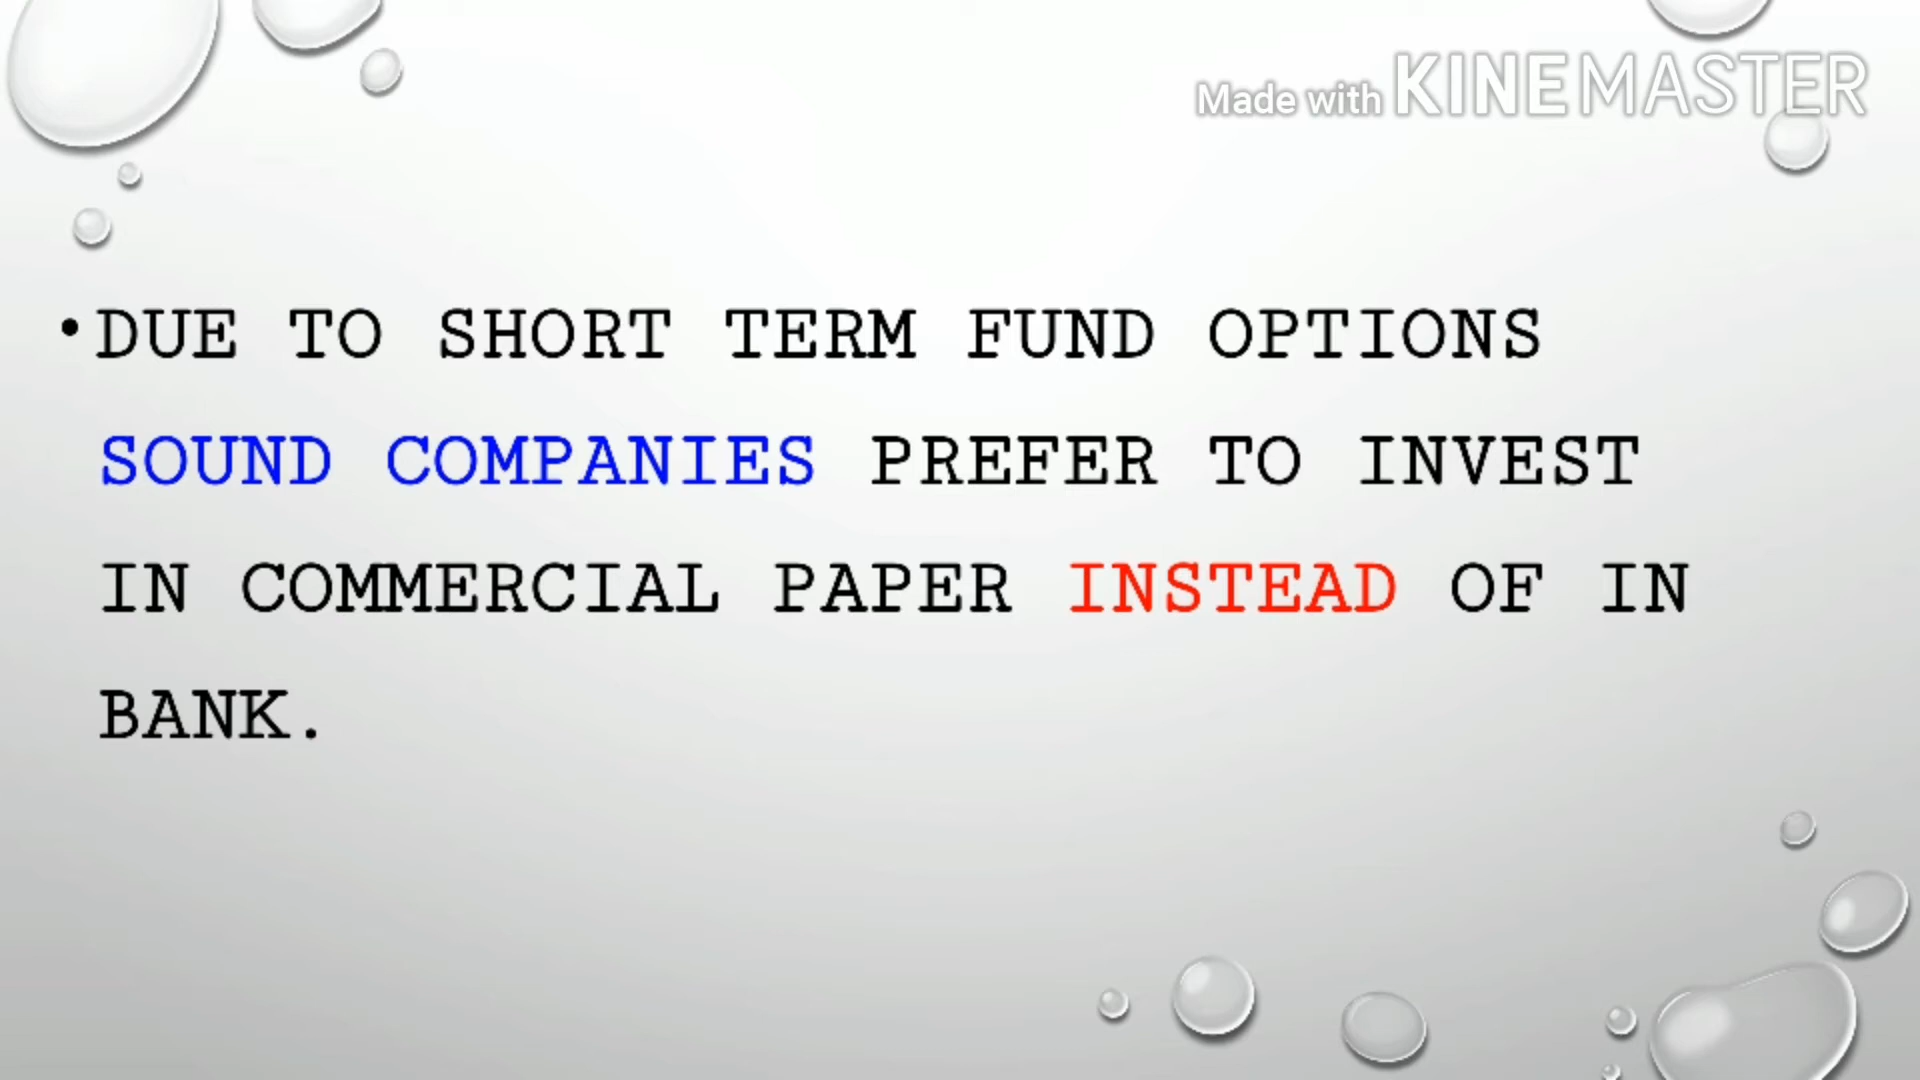 Made with KINEMASTER
• DUE TO SHORT TERM FUND OPTIONS
SOUND COMPANIES PREFER TO INVEST
IN COMMERCIAL PAPER INSTEAD OF IN
BANK.